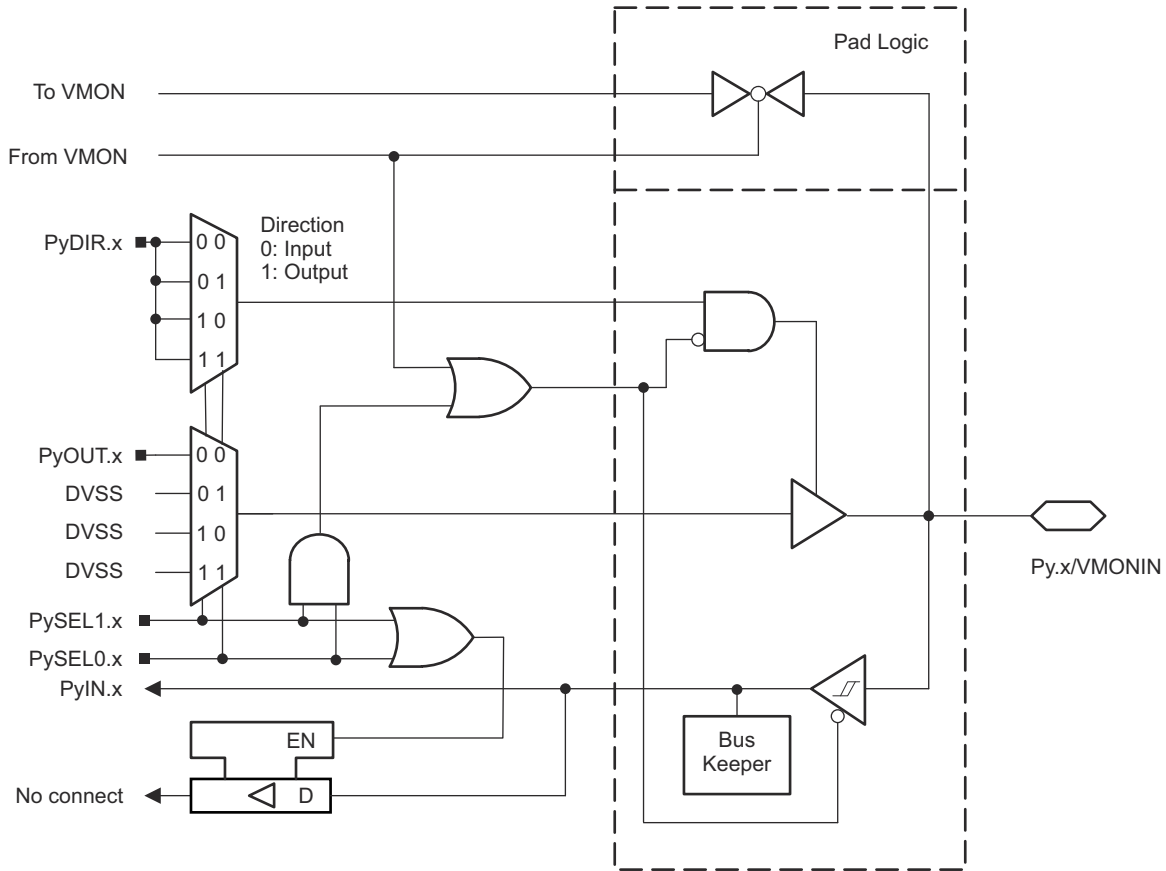 Pad Logic
To VMON
From VMON
Direction
0: Input
1: Output
PyDIR.x
0 0
0 1
1 0
1 1
PyOUT.x
0 0
DVSS
0 1
DVSS
1 0
DVSS
1 1
Py.x/VMONIN
PySEL1.x
PySEL0.x
PyIN.x
EN
Bus
Keeper
No connect
D